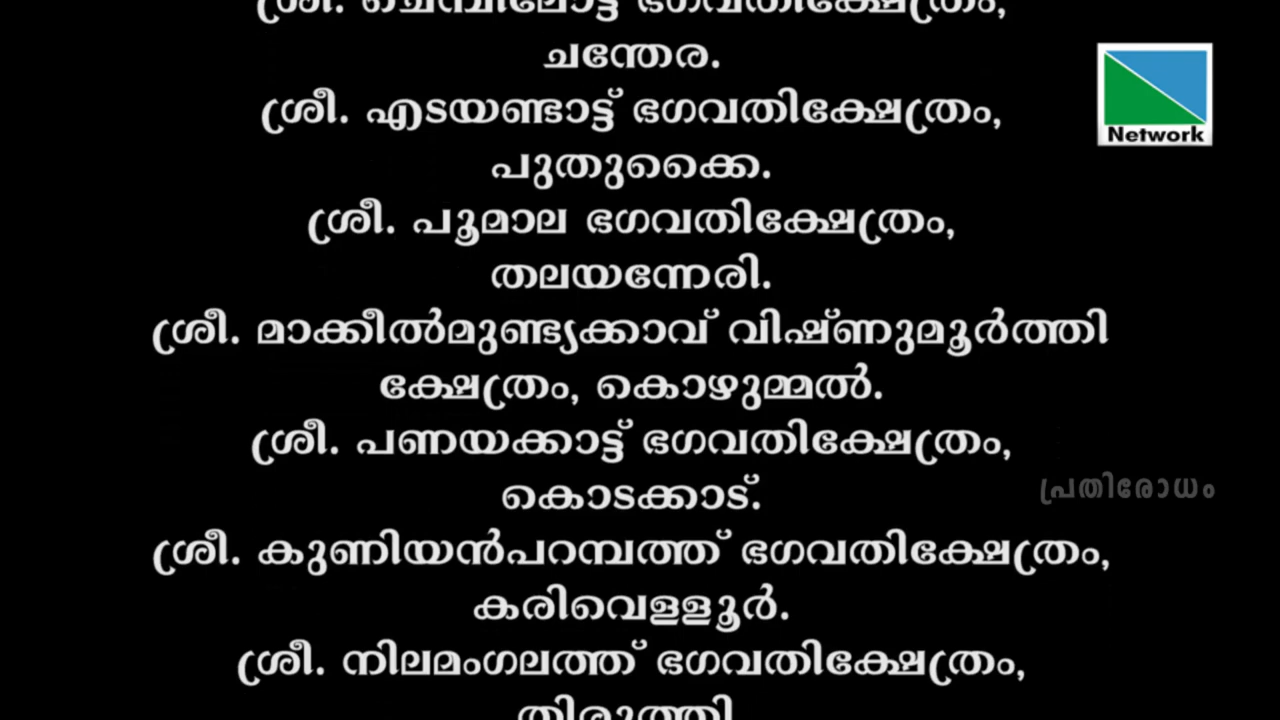 ശ്രീ. ചെമ്പിലോട്ട് ഭഗവതിക്ഷേത്രം,
ചന്തേര.
ശ്രീ. എടയണ്ടാട്ട് ഭഗവതിക്ഷേത്രം,
Network
പുതുക്കൈ.
ശ്രീ. പൂമാല ഭഗവതിക്ഷേത്രം,
തലയന്നേരി.
ശ്രീ. മാക്കീൽമുണ്ട്യക്കാവ് വിഷ്ണുമൂർത്തി
ക്ഷേത്രം, കൊഴുമ്മൽ.
ശ്രീ. പണയക്കാട്ട് ഭഗവതിക്ഷേത്രം,
പ്രതിരോധം
കൊടക്കാട്.
ശ്രീ. കുണിയൻപറമ്പത്ത് ഭഗവതിക്ഷേത്രം,
കരിവെള്ളൂർ.
ശ്രീ. നിലമംഗലത്ത് ഭഗവതിക്ഷേത്രം,